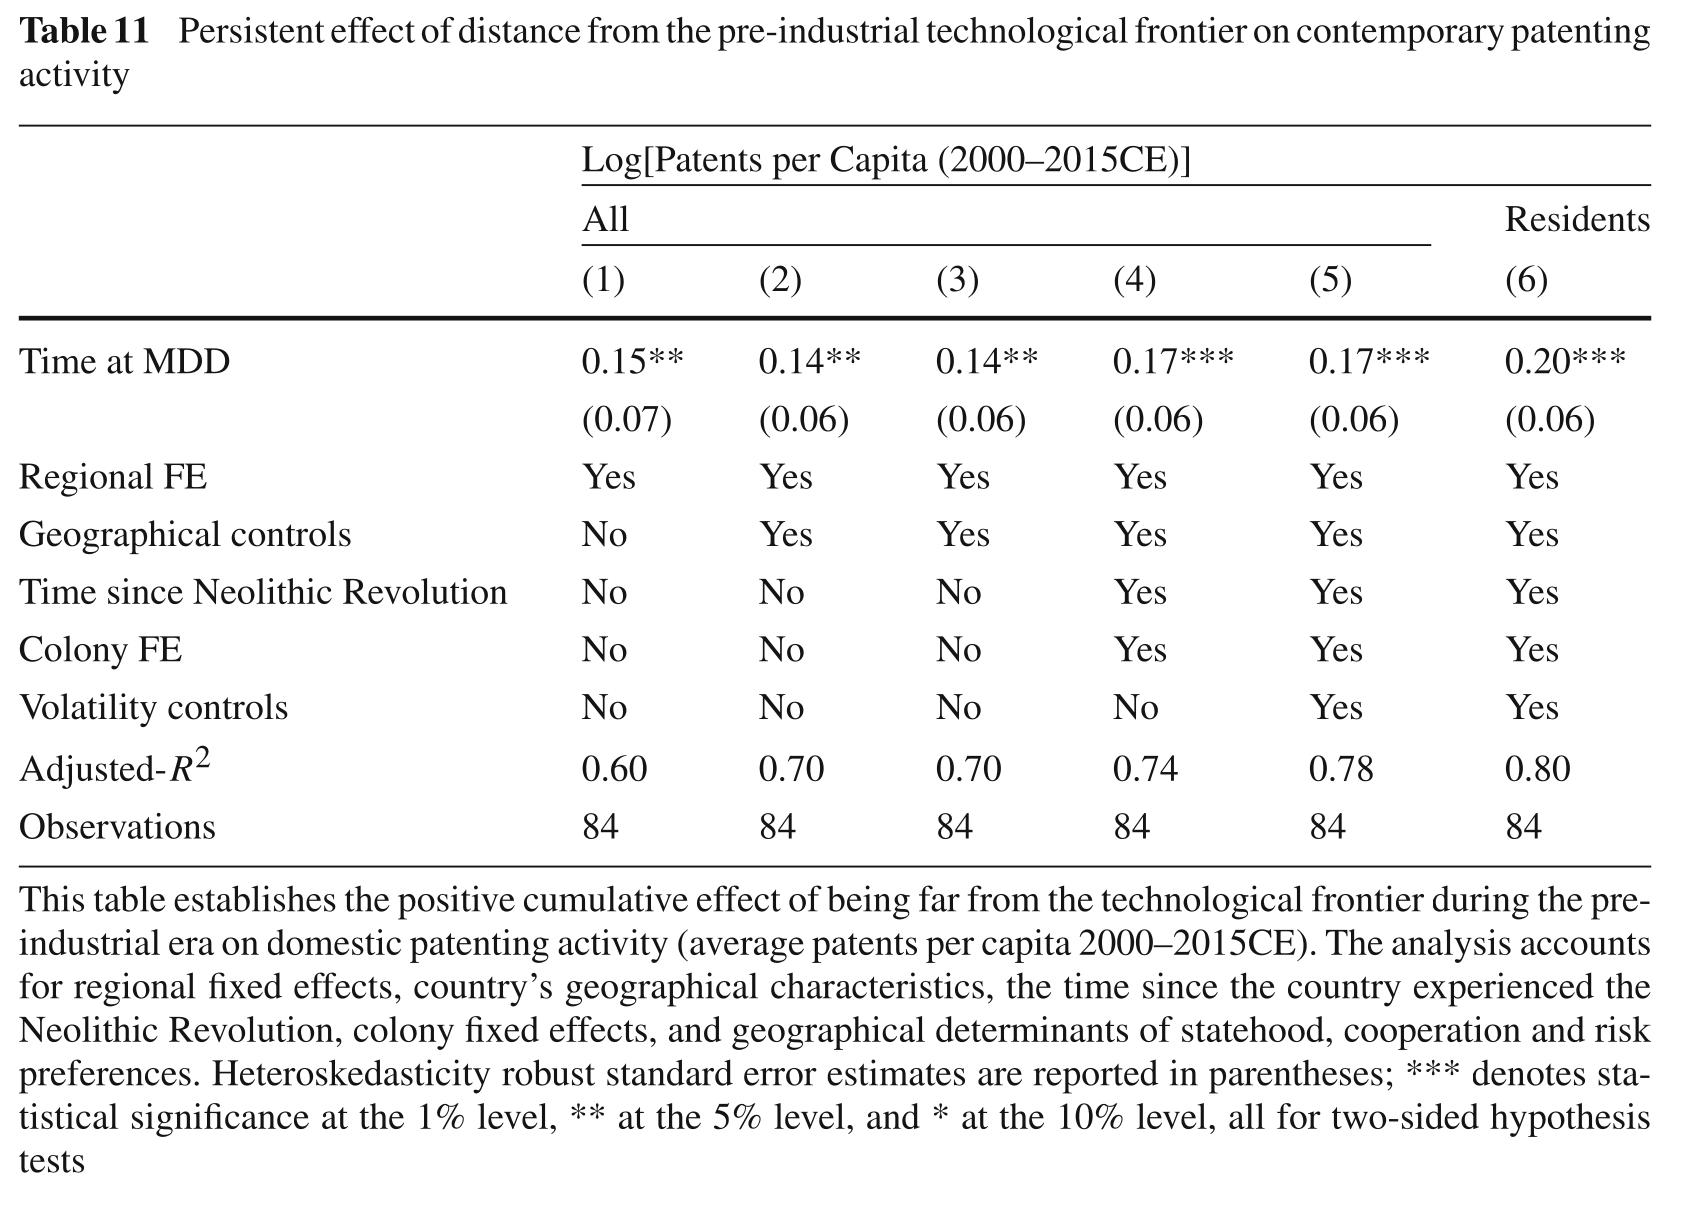 Table 11 Persistent effect of distance from the pre-industrial technological frontier on contemporary patenting
activity
Log[Patents per Capita (2000–2015CE)]
All Residents
(1) (2) (3) (4) (5) (6)
Time at MDD 0.15** 0.14** 0.14** 0.17*** 0.17*** 0.20***
(0.07) (0.06) (0.06) (0.06) (0.06) (0.06)
Regional FE Yes Yes Yes Yes Yes Yes
Geographical controls No Yes Yes Yes Yes Yes
Time since Neolithic Revolution No No No Yes Yes Yes
Colony FE No No No Yes Yes Yes
Volatility controls No No No No Yes Yes
Adjusted-R² 0.60 0.70 0.70 0.74 0.78 0.80
Observations 84 84 84 84 84 84
This table establishes the positive cumulative effect of being far from the technological frontier during the pre-
industrial era on domestic patenting activity (average patents per capita 2000–2015CE). The analysis accounts
for regional fixed effects, country's geographical characteristics, the time since the country experienced the
Neolithic Revolution, colony fixed effects, and geographical determinants of statehood, cooperation and risk
preferences. Heteroskedasticity robust standard error estimates are reported in parentheses; *** denotes sta-
tistical significance at the 1% level, ** at the 5% level, and * at the 10% level, all for two-sided hypothesis
tests